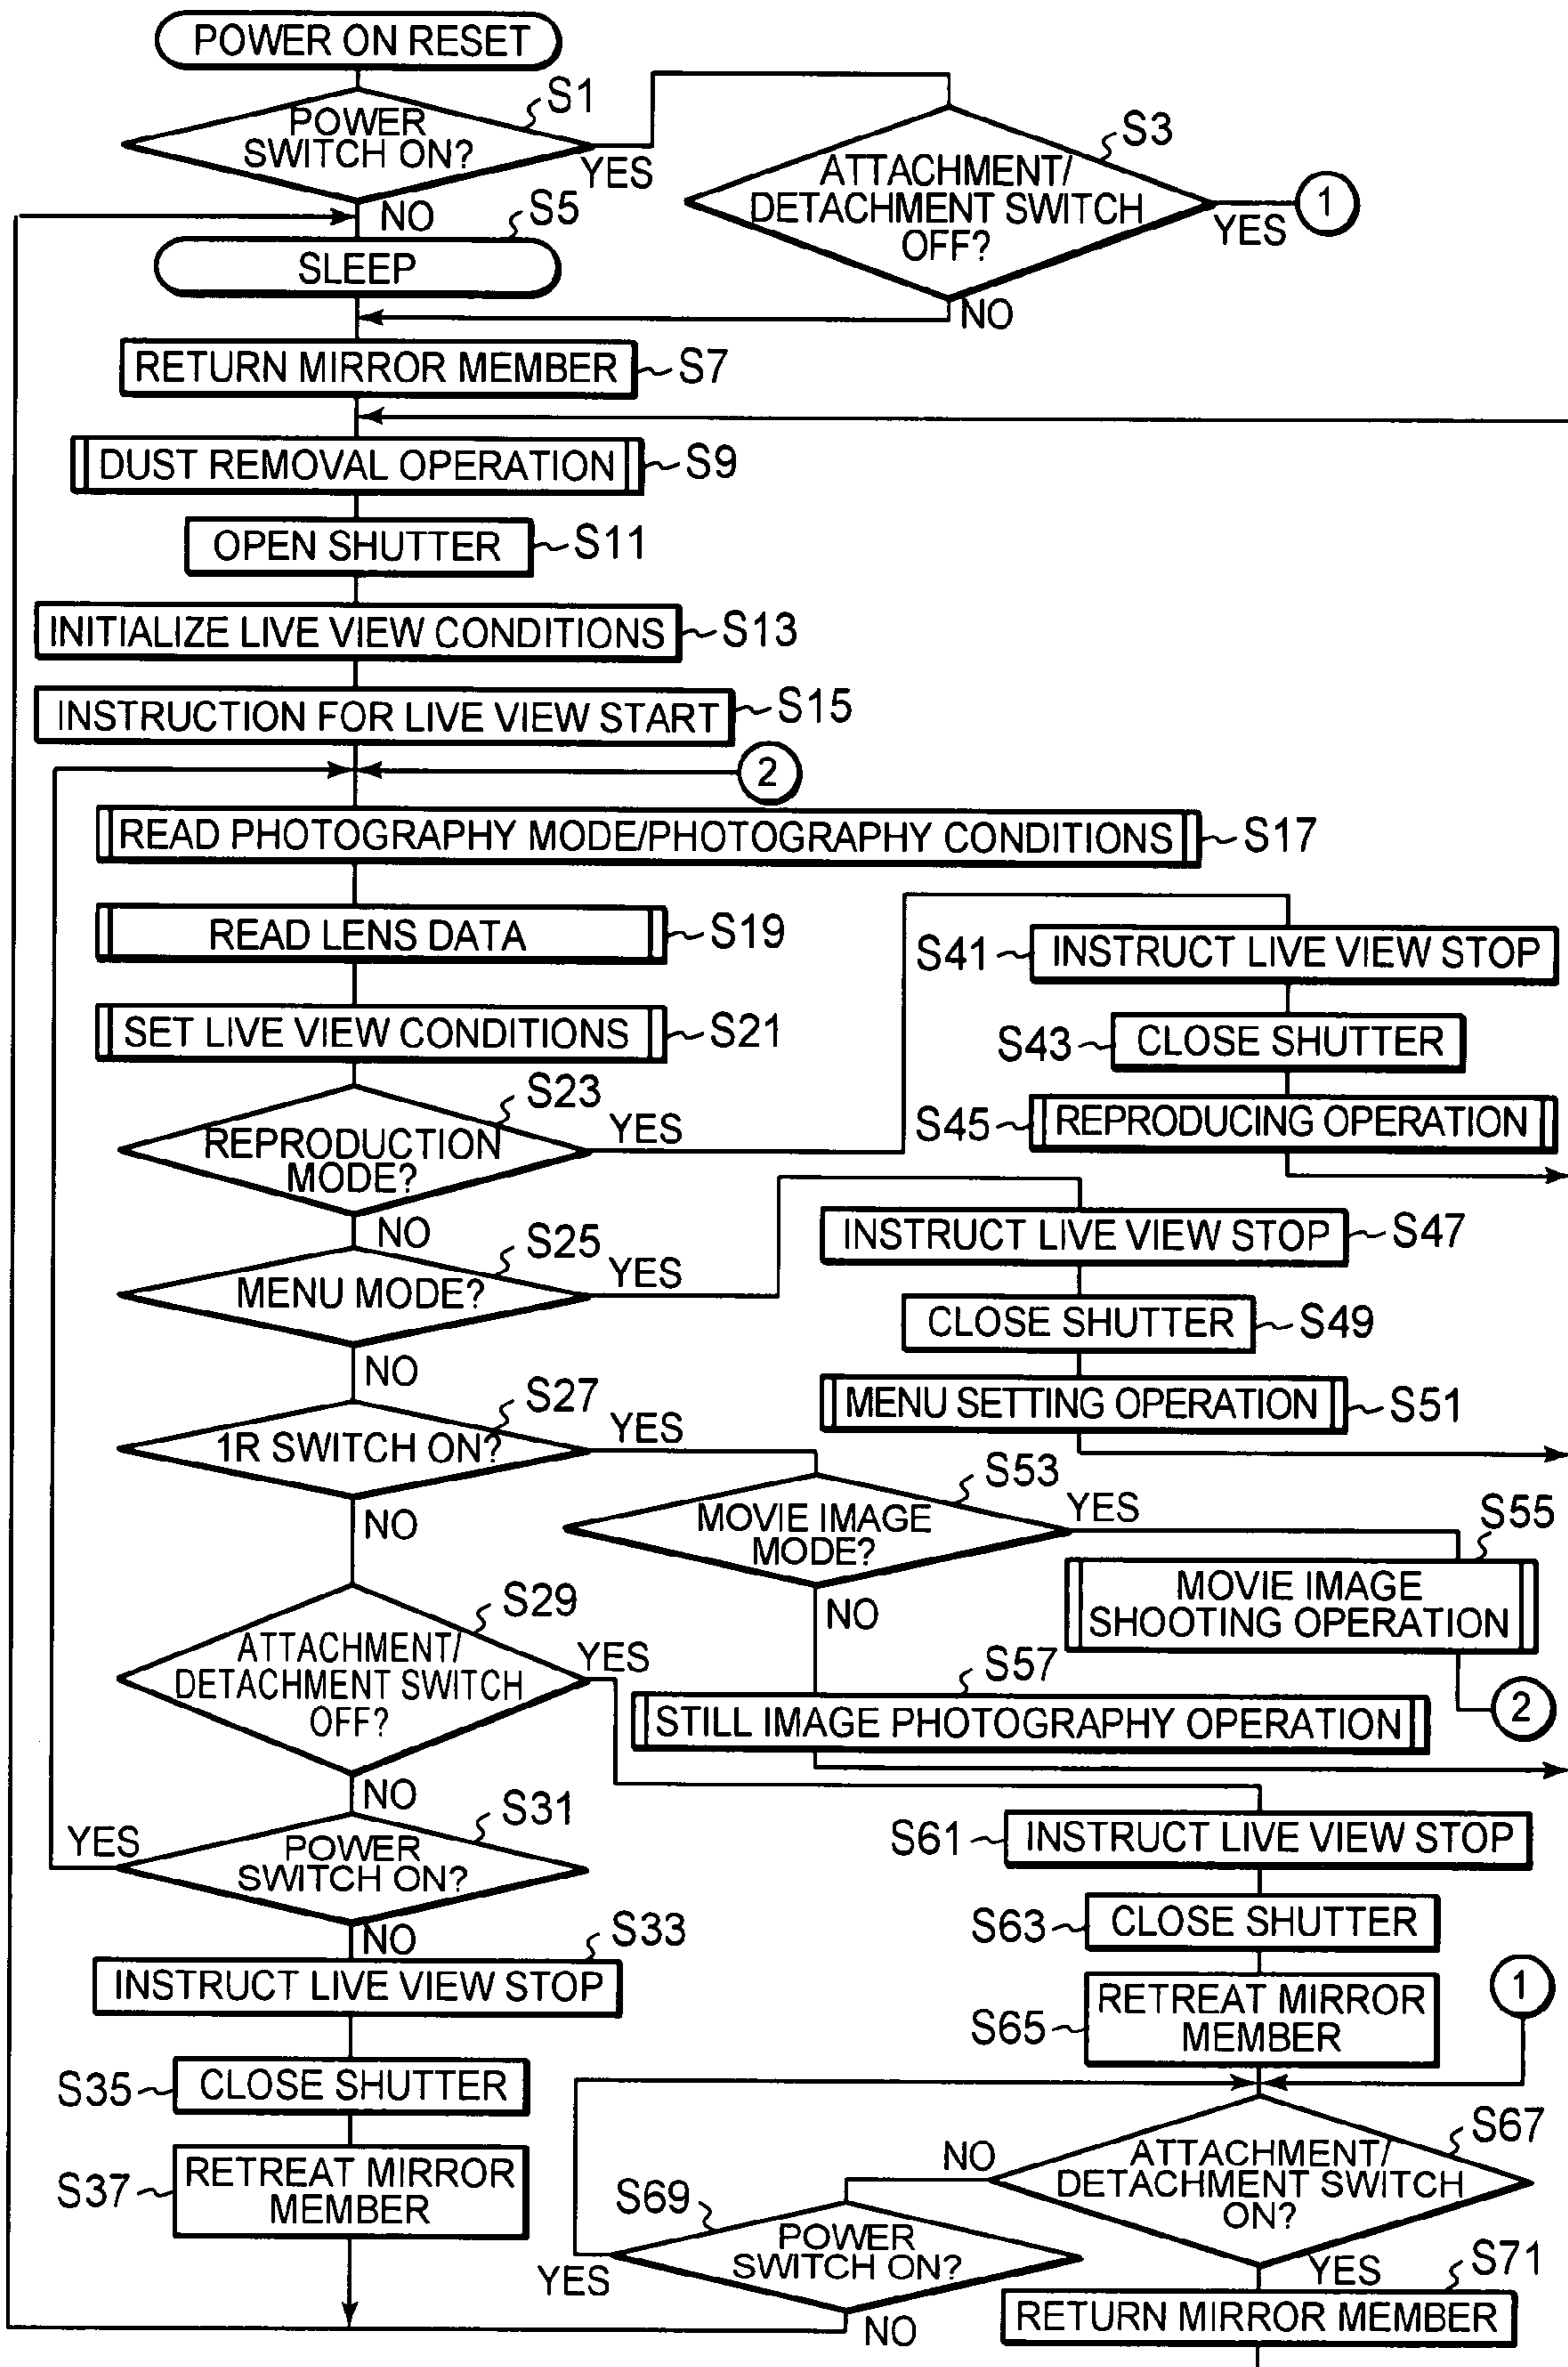 POWER ON RESET
S1
POWER
SWITCH ON?
YES
NO
S3
ATTACHMENT/
DETACHMENT SWITCH
OFF?
YES
1
NO
S5
SLEEP
RETURN MIRROR MEMBER
S7
DUST REMOVAL OPERATION
S9
OPEN SHUTTER
S11
INITIALIZE LIVE VIEW CONDITIONS
S13
INSTRUCTION FOR LIVE VIEW START
S15
2
READ PHOTOGRAPHY MODE/PHOTOGRAPHY CONDITIONS
S17
READ LENS DATA
S19
SET LIVE VIEW CONDITIONS
S21
S23
REPRODUCTION
MODE?
YES
NO
S41
INSTRUCT LIVE VIEW STOP
S43
CLOSE SHUTTER
S45
REPRODUCING OPERATION
S25
MENU MODE?
YES
NO
INSTRUCT LIVE VIEW STOP
S47
CLOSE SHUTTER
S49
MENU SETTING OPERATION
S51
S27
1R SWITCH ON?
YES
NO
S53
MOVIE IMAGE
MODE?
YES
NO
S55
MOVIE IMAGE
SHOOTING OPERATION
2
S57
STILL IMAGE PHOTOGRAPHY OPERATION
S29
ATTACHMENT/
DETACHMENT SWITCH
OFF?
YES
NO
S31
POWER
SWITCH ON?
YES
NO
S33
INSTRUCT LIVE VIEW STOP
S35
CLOSE SHUTTER
S37
RETREAT MIRROR
MEMBER
S61
INSTRUCT LIVE VIEW STOP
S63
CLOSE SHUTTER
S65
RETREAT MIRROR
MEMBER
1
S67
ATTACHMENT/
DETACHMENT SWITCH
ON?
NO
YES
S69
POWER
SWITCH ON?
YES
NO
S71
RETURN MIRROR MEMBER